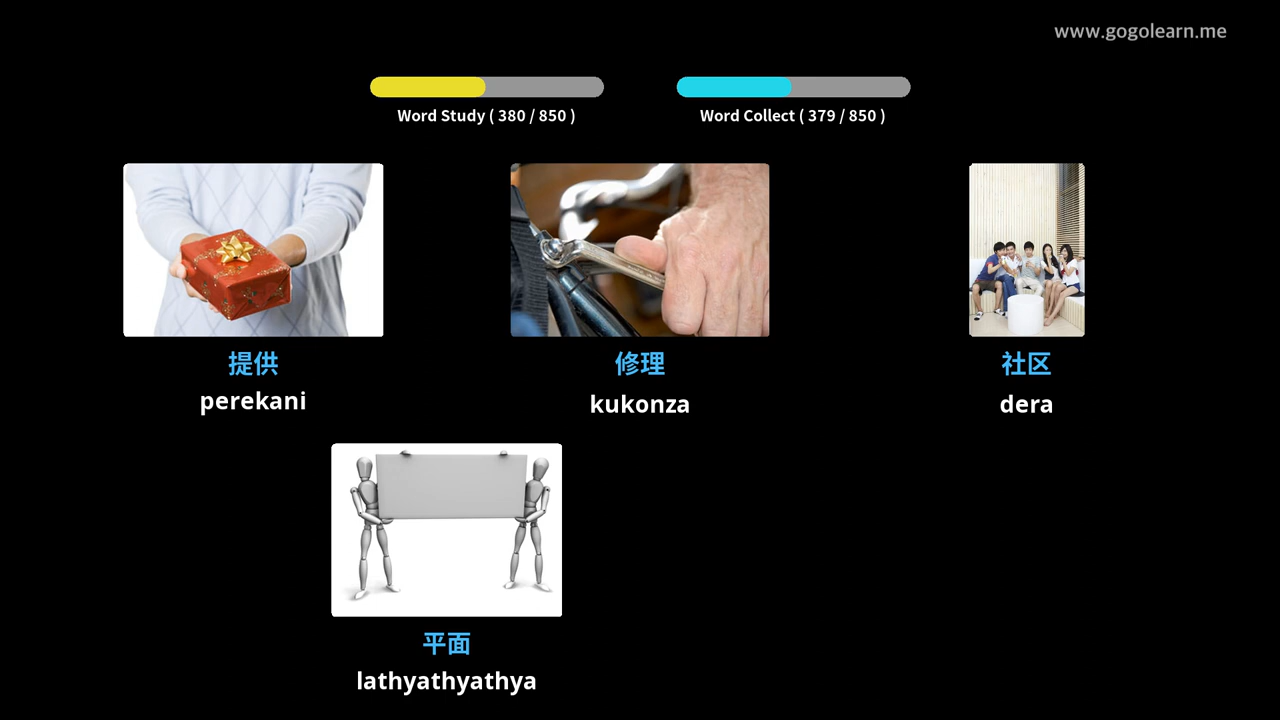 www.gogolearn.me
Word Study ( 380 / 850 )
Word Collect ( 379 / 850 )
提供
perekani
修理
kukonza
社区
dera
平面
lathyathyathya